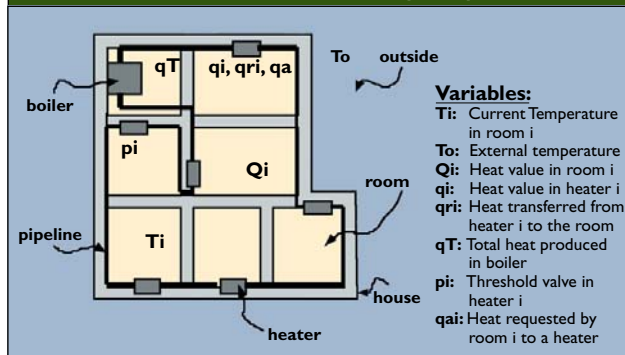 qT
qi, qri, qa
To outside
boiler
pi
Qi
room
Ti
pipeline
house
heater
Variables:
Ti: Current Temperature
in room i
To: External temperature
Qi: Heat value in room i
qi: Heat value in heater i
qri: Heat transferred from
heater i to the room
qT: Total heat produced
in boiler
pi: Threshold valve in
heater i
qai: Heat requested by
room i to a heater